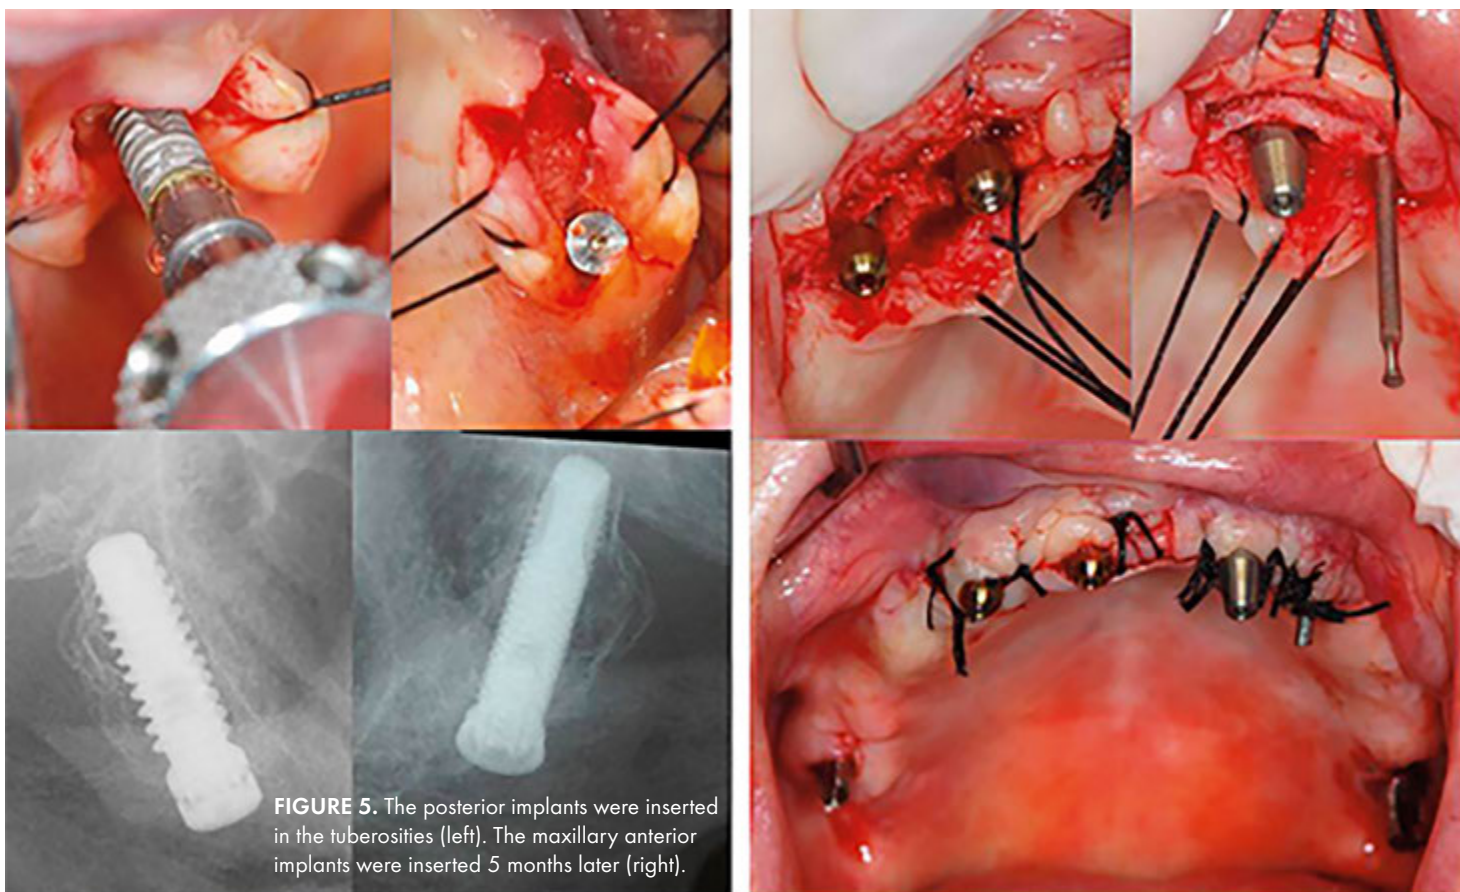 FIGURE 5. The posterior implants were inserted
in the tuberosities (left). The maxillary anterior
implants were inserted 5 months later (right).